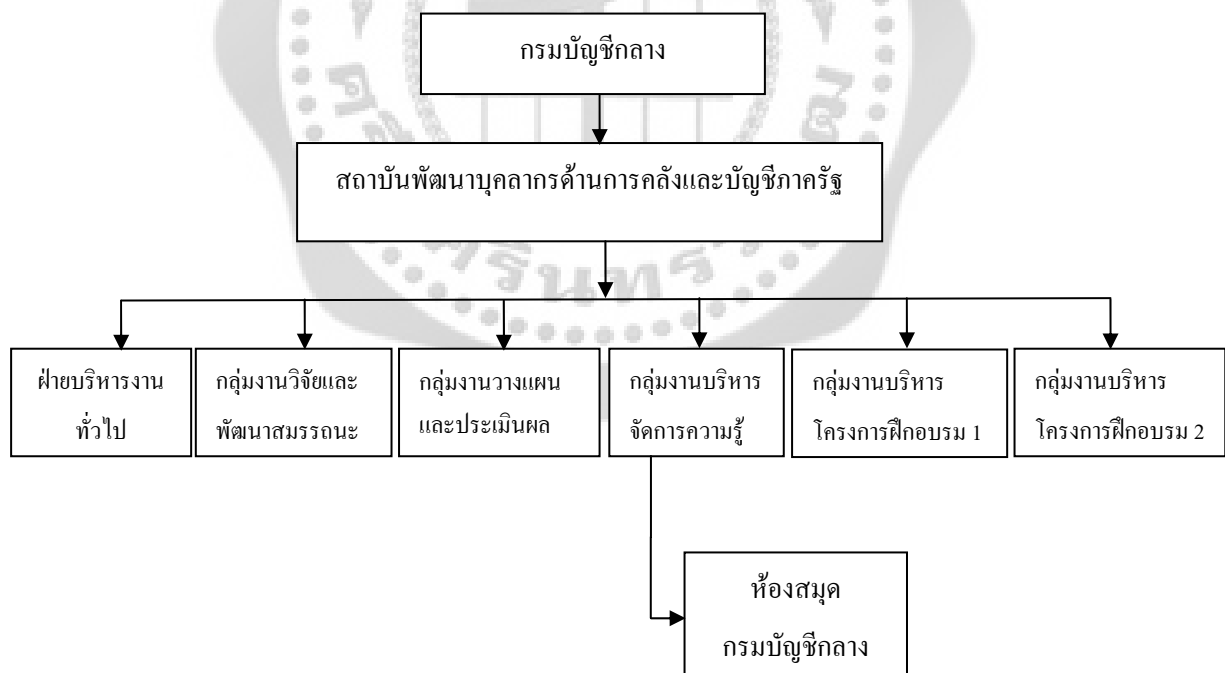 กรมบัญชีกลาง
สถาบันพัฒนาบุคลากรด้านการคลังและบัญชีภาครัฐ
ฝ่ายบริหารงาน
ทั่วไป
กลุ่มงานวิจัยและ
พัฒนาสมรรถนะ
กลุ่มงานวางแผน
และประเมินผล
กลุ่มงานบริหาร
จัดการความรู้
กลุ่มงานบริหาร
โครงการฝึกอบรม 1
กลุ่มงานบริหาร
โครงการฝึกอบรม 2
ห้องสมุด
กรมบัญชีกลาง